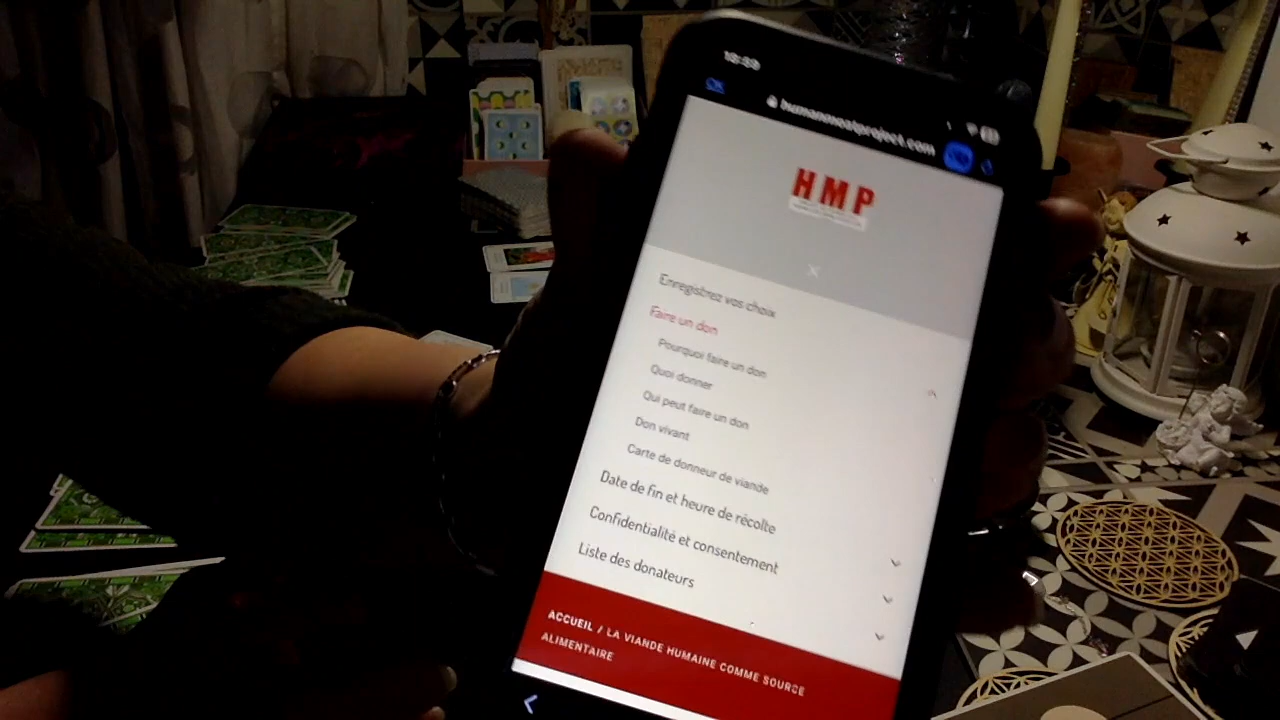 humanmeatproject.com
HMP
Enregistrez vos choix
Faire un don
Pourquoi faire un don
Quoi donner
Qui peut faire un don
Don vivant
Carte de donneur de viande
Date de fin et heure de récolte
Confidentialité et consentement
Liste des donateurs
ACCUEIL / LA VIANDE HUMAINE COMME SOURCE
ALIMENTAIRE